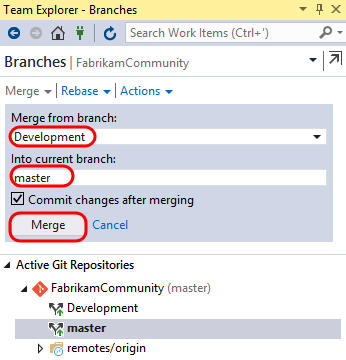 Team Explorer - Branches
Search Work Items (Ctrl+')
Branches | FabrikamCommunity
Merge | Rebase | Actions
Merge from branch:
Development
Into current branch:
master
Commit changes after merging
Merge Cancel
Active Git Repositories
FabrikamCommunity (master)
Development
master
remotes/origin